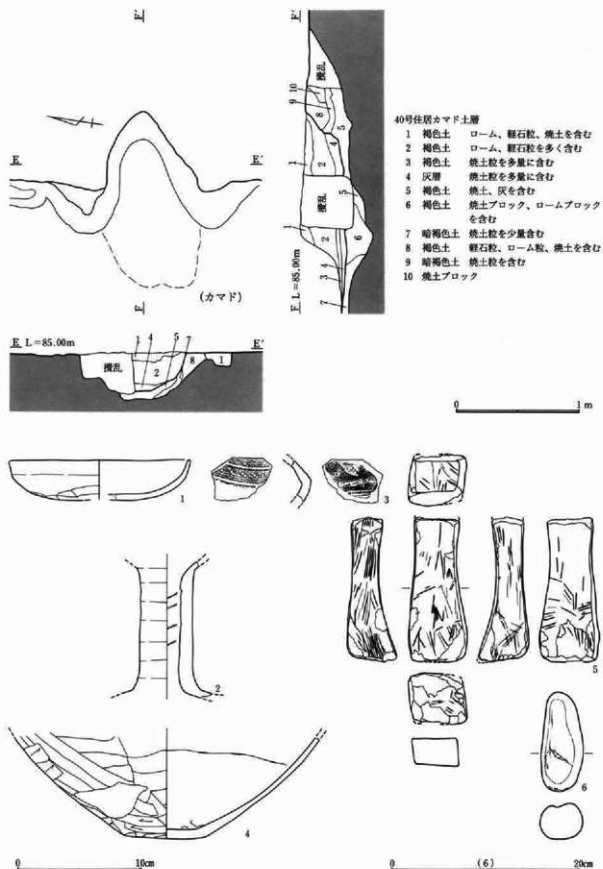 F′
F
E
E′
(カマド)
E L=85.00m
E′
攪乱
1
4
5
7
2
8
1
F′
攪乱
10
9
8
5
4
3
1
2
攪乱
5
1
2
6
4
3
7
F L=85.00m
40号住居カマド土層
1 褐色土 ローム、軽石粒、焼土を含む
2 褐色土 ローム、軽石粒を多く含む
3 褐色土 焼土粒を多量に含む
4 灰層 焼土粒を多量に含む
5 褐色土 焼土、灰を含む
6 褐色土 焼土ブロック、ロームブロック
を含む
7 暗褐色土 焼土粒を少量含む
8 褐色土 軽石粒、ローム粒、焼土を含む
9 暗褐色土 焼土粒を含む
10 焼土ブロック
0 1 m
1
3
2
4
5
6
0 10cm
0 (6) 20cm